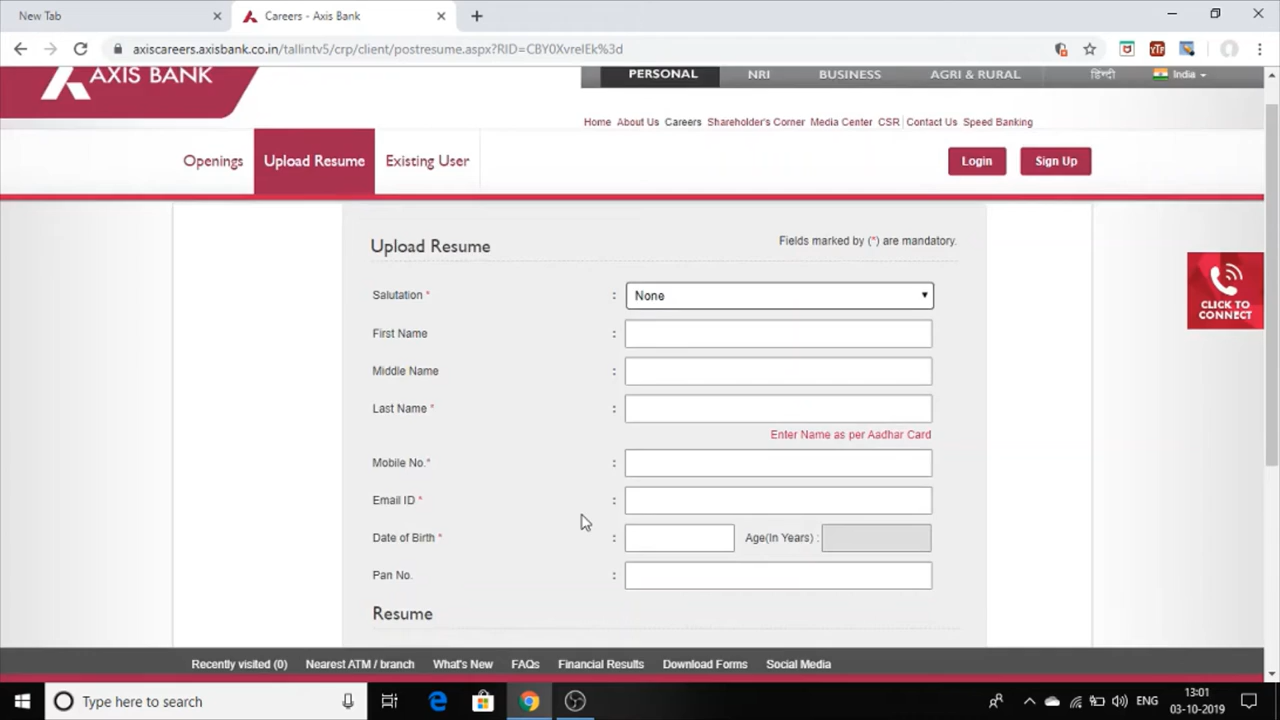 New Tab
Careers - Axis Bank
axiscareers.axisbank.co.in/tallintv5/crp/client/postresume.aspx?RID=CBY0XvrelEk%3d
AXIS BANK
PERSONAL NRI BUSINESS AGRI & RURAL हिन्दी India
Home About Us Careers Shareholder's Corner Media Center CSR Contact Us Speed Banking
Openings Upload Resume Existing User Login Sign Up
Upload Resume
Fields marked by (*) are mandatory.
Salutation * : None
First Name :
Middle Name :
Last Name * :
Enter Name as per Aadhar Card
Mobile No.* :
Email ID * :
Date of Birth * : Age(In Years) :
Pan No. :
Resume
CLICK TO
CONNECT
Recently visited (0) Nearest ATM / branch What's New FAQs Financial Results Download Forms Social Media
Type here to search
ENG
13:01
03-10-2019